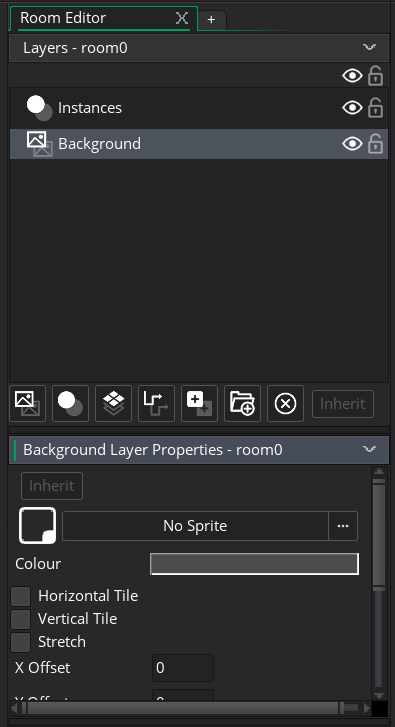 Room Editor
+
Layers - room0
Instances
Background
Inherit
Background Layer Properties - room0
Inherit
No Sprite ...
Colour
Horizontal Tile
Vertical Tile
Stretch
X Offset 0
Y Offset 0